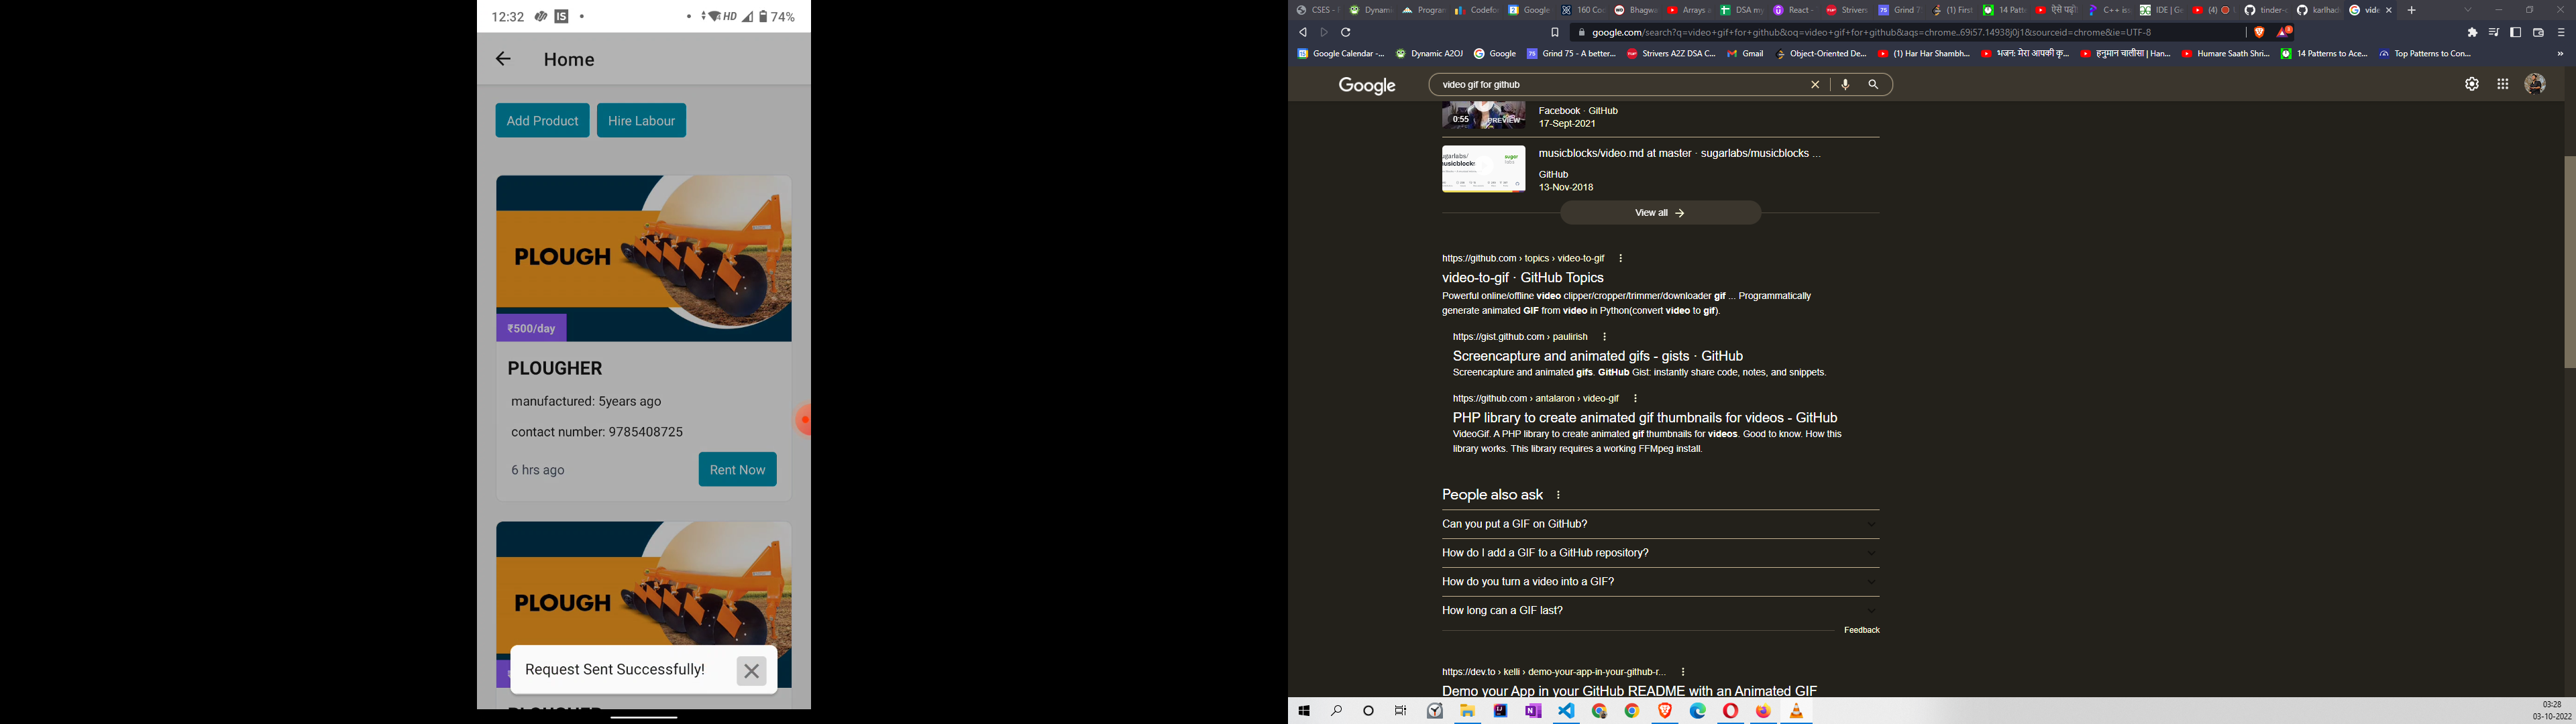 12:32 IS HD 74%
Home
Add Product Hire Labour
PLOUGH
₹500/day
PLOUGHER
manufactured: 5years ago
contact number: 9785408725
6 hrs ago Rent Now
PLOUGH
Request Sent Successfully!
CSES - Dynami Program Codefo Google 160 Co Bhagwa Arrays DSA m React - Strivers Grind 7 (1) First 14 Patt C++ is IDE | Ge (4) tinder- karlhad vide
google.com/search?q=video+gif+for+github&oq=video+gif+for+github&aqs=chrome..69i57.14938j0j1&sourceid=chrome&ie=UTF-8
Google Calendar -... Dynamic A2OJ Google Grind 75 - A better... Strivers A2Z DSA C... Gmail Object-Oriented De... (1) Har Har Shambh... भजन: मेरा आपकी कृ... हनुमान चालीसा | Han... Humare Saath Shri... 14 Patterns to Ace... Top Patterns to Con... »
Google video gif for github
0:55 PREVIEW
Facebook · GitHub
17-Sept-2021
musicblocks/video.md at master · sugarlabs/musicblocks ...
GitHub
13-Nov-2018
View all
https://github.com › topics › video-to-gif
video-to-gif · GitHub Topics
Powerful online/offline video clipper/cropper/trimmer/downloader gif ... Programmatically
generate animated GIF from video in Python(convert video to gif).
https://gist.github.com › paulirish
Screencapture and animated gifs - gists · GitHub
Screencapture and animated gifs. GitHub Gist: instantly share code, notes, and snippets.
https://github.com › antalaron › video-gif
PHP library to create animated gif thumbnails for videos - GitHub
VideoGif. A PHP library to create animated gif thumbnails for videos. Good to know. How this
library works. This library requires a working FFMpeg install.
People also ask
Can you put a GIF on GitHub?
How do I add a GIF to a GitHub repository?
How do you turn a video into a GIF?
How long can a GIF last?
Feedback
https://dev.to › kelli › demo-your-app-in-your-github-r...
Demo your App in your GitHub README with an Animated GIF
03:28
03-10-2022